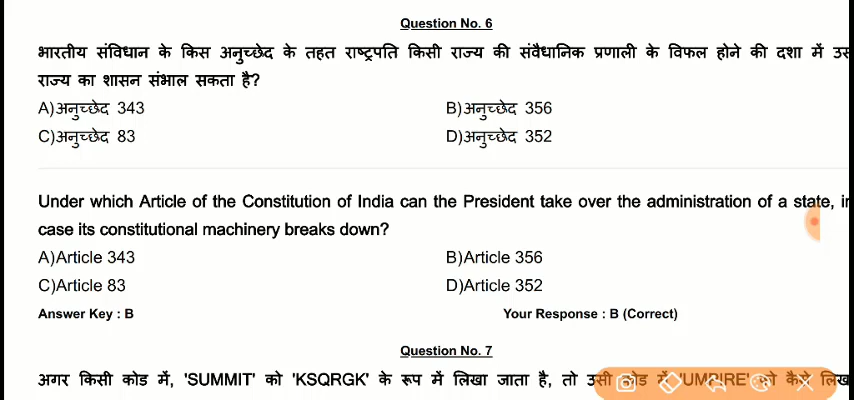 Question No. 6
भारतीय संविधान के किस अनुच्छेद के तहत राष्ट्रपति किसी राज्य की संवैधानिक प्रणाली के विफल होने की दशा में
राज्य का शासन संभाल सकता है?
A)अनुच्छेद 343 B)अनुच्छेद 356
C)अनुच्छेद 83 D)अनुच्छेद 352
Under which Article of the Constitution of India can the President take over the administration of a state,
case its constitutional machinery breaks down?
A)Article 343 B)Article 356
C)Article 83 D)Article 352
Answer Key : B Your Response : B (Correct)
Question No. 7
अगर किसी कोड में, 'SUMMIT' को 'KSQRGK' के रूप में लिखा जाता है, तो उसी कोड में 'UMPIRE' को कैसे